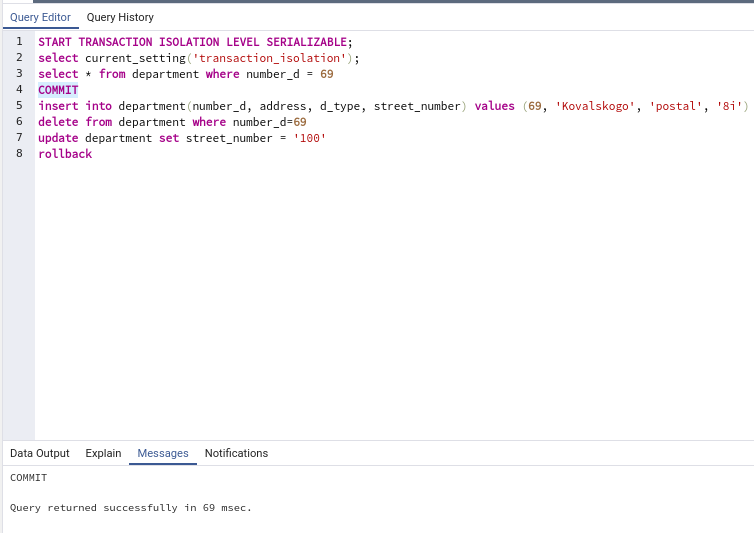 Query Editor Query History
1 START TRANSACTION ISOLATION LEVEL SERIALIZABLE;
2 select current_setting('transaction_isolation');
3 select * from department where number_d = 69
4 COMMIT
5 insert into department(number_d, address, d_type, street_number) values (69, 'Kovalskogo', 'postal', '8i')
6 delete from department where number_d=69
7 update department set street_number = '100'
8 rollback
Data Output Explain Messages Notifications
COMMIT
Query returned successfully in 69 msec.